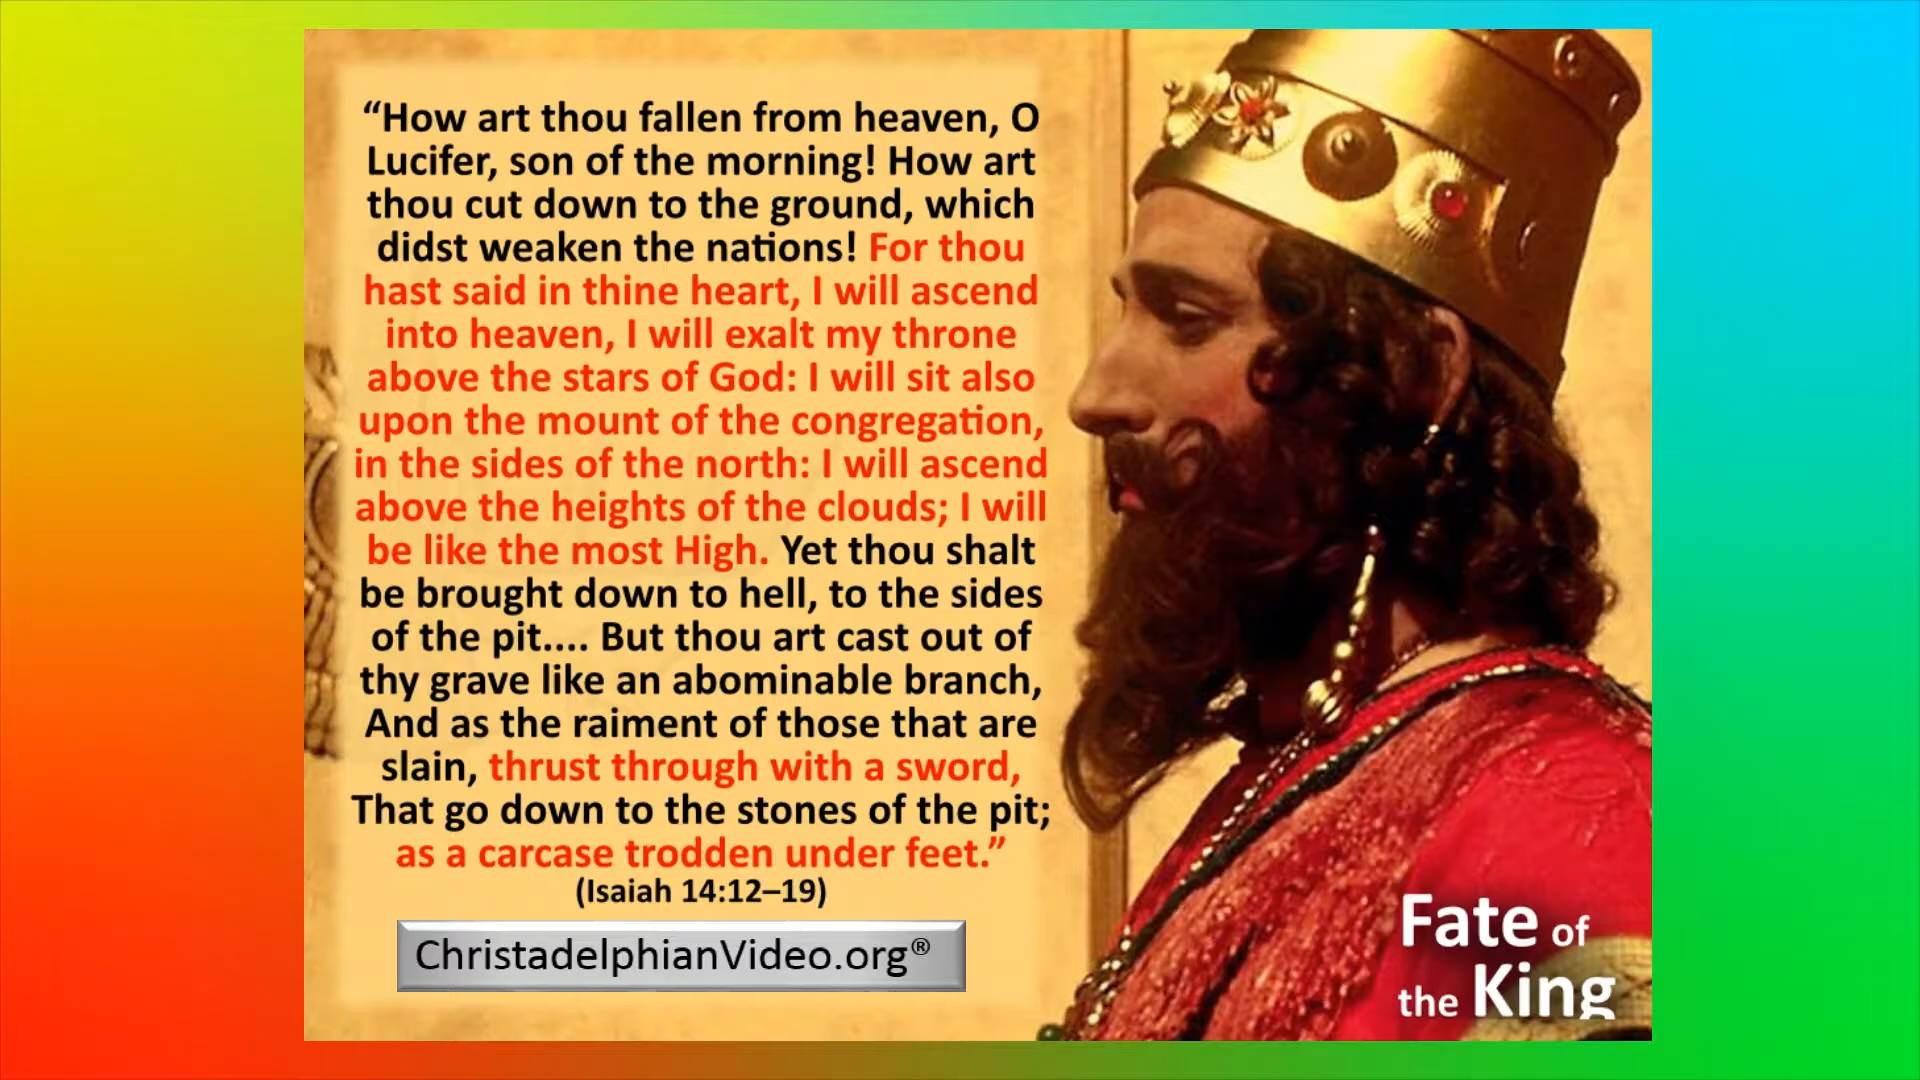 “How art thou fallen from heaven, O
Lucifer, son of the morning! How art
thou cut down to the ground, which
didst weaken the nations! For thou
hast said in thine heart, I will ascend
into heaven, I will exalt my throne
above the stars of God: I will sit also
upon the mount of the congregation,
in the sides of the north: I will ascend
above the heights of the clouds; I will
be like the most High. Yet thou shalt
be brought down to hell, to the sides
of the pit.... But thou art cast out of
thy grave like an abominable branch,
And as the raiment of those that are
slain, thrust through with a sword,
That go down to the stones of the pit;
as a carcase trodden under feet.”
(Isaiah 14:12–19)
ChristadelphianVideo.org®
Fate of
the King